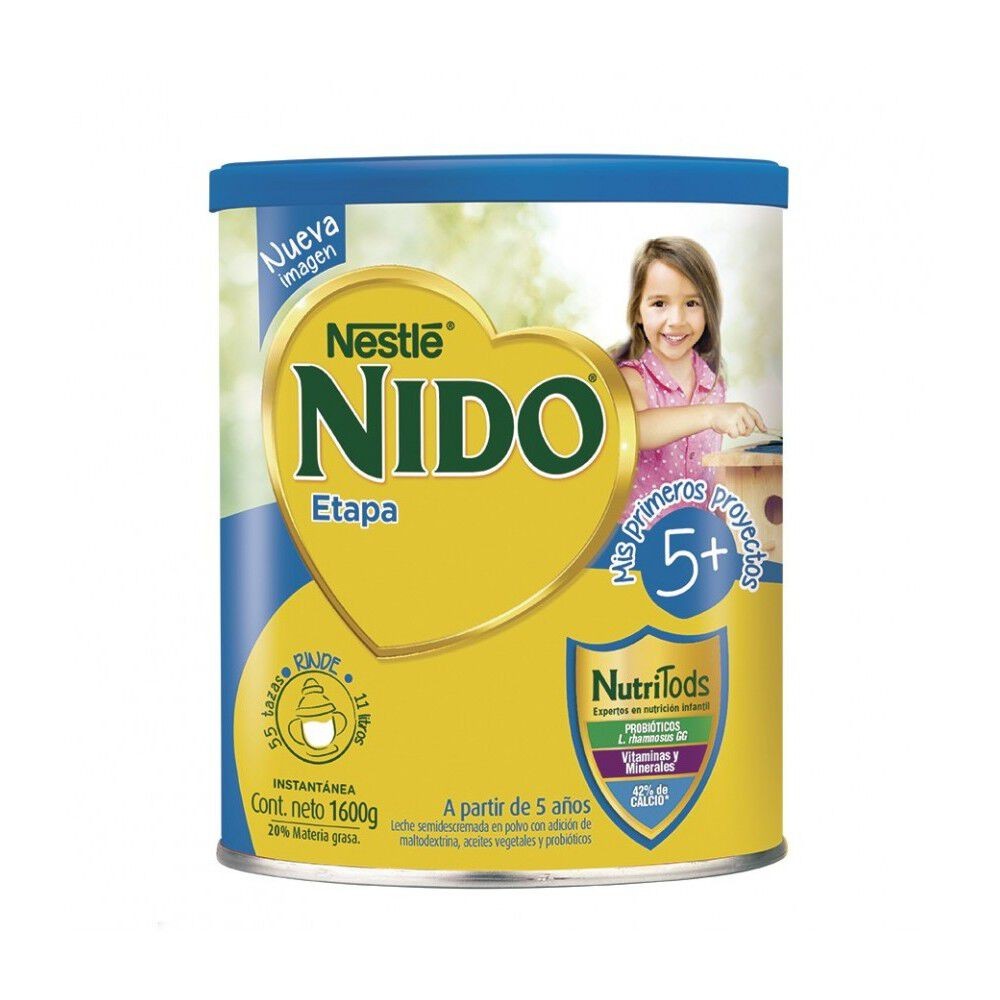 Nueva
imagen
Nestlé®
NIDO®
Etapa
Mis primeros proyectos
5+
NutriTods
Expertos en nutrición infantil
PROBIÓTICOS
L. rhamnosus GG
Vitaminas y
Minerales
42% de
CALCIO*
55 tazas • RINDE • 11 litros
INSTANTÁNEA
Cont. neto 1600g
20% Materia grasa.
A partir de 5 años
Leche semidescremada en polvo con adición de
maltodextrina, aceites vegetales y probióticos